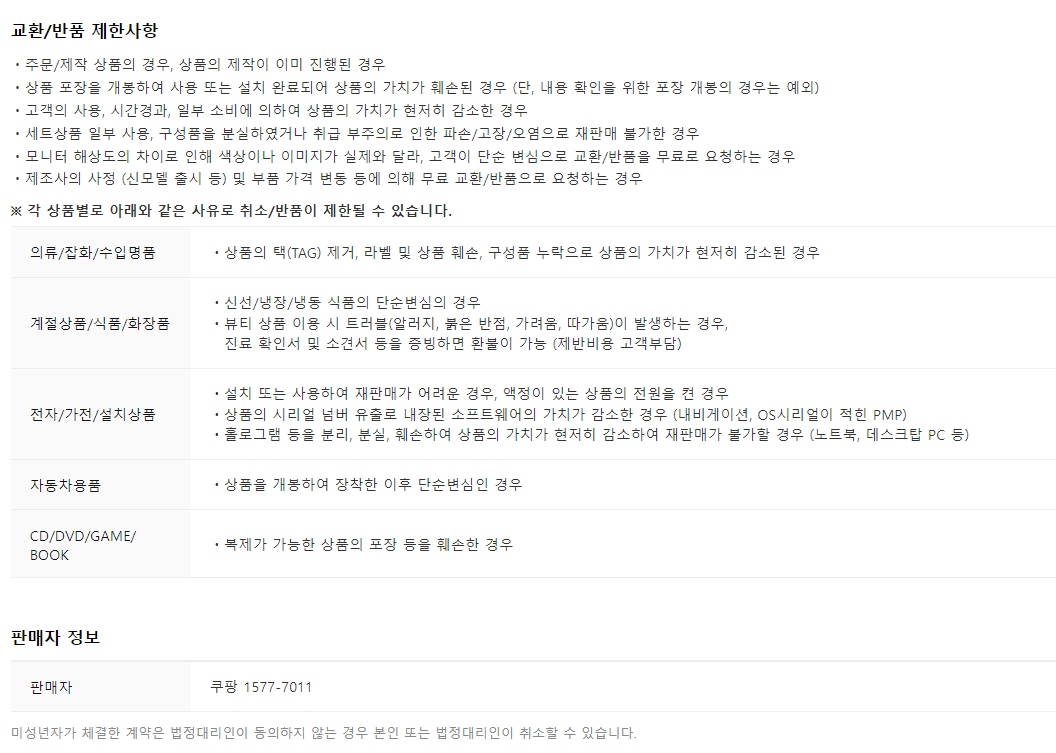 교환/반품 제한사항
• 주문/제작 상품의 경우, 상품의 제작이 이미 진행된 경우
• 상품 포장을 개봉하여 사용 또는 설치 완료되어 상품의 가치가 훼손된 경우 (단, 내용 확인을 위한 포장 개봉의 경우는 예외)
• 고객의 사용, 시간경과, 일부 소비에 의하여 상품의 가치가 현저히 감소한 경우
• 세트상품 일부 사용, 구성품을 분실하였거나 취급 부주의로 인한 파손/고장/오염으로 재판매 불가한 경우
• 모니터 해상도의 차이로 인해 색상이나 이미지가 실제와 달라, 고객이 단순 변심으로 교환/반품을 무료로 요청하는 경우
• 제조사의 사정 (신모델 출시 등) 및 부품 가격 변동 등에 의해 무료 교환/반품으로 요청하는 경우
※ 각 상품별로 아래와 같은 사유로 취소/반품이 제한될 수 있습니다.
의류/잡화/수입명품
• 상품의 택(TAG) 제거, 라벨 및 상품 훼손, 구성품 누락으로 상품의 가치가 현저히 감소된 경우
계절상품/식품/화장품
• 신선/냉장/냉동 식품의 단순변심의 경우
• 뷰티 상품 이용 시 트러블(알러지, 붉은 반점, 가려움, 따가움)이 발생하는 경우,
진료 확인서 및 소견서 등을 증빙하면 환불이 가능 (제반비용 고객부담)
전자/가전/설치상품
• 설치 또는 사용하여 재판매가 어려운 경우, 액정이 있는 상품의 전원을 켠 경우
• 상품의 시리얼 넘버 유출로 내장된 소프트웨어의 가치가 감소한 경우 (내비게이션, OS시리얼이 적힌 PMP)
• 홀로그램 등을 분리, 분실, 훼손하여 상품의 가치가 현저히 감소하여 재판매가 불가할 경우 (노트북, 데스크탑 PC 등)
자동차용품
• 상품을 개봉하여 장착한 이후 단순변심인 경우
CD/DVD/GAME/
BOOK
• 복제가 가능한 상품의 포장 등을 훼손한 경우
판매자 정보
판매자
쿠팡 1577-7011
미성년자가 체결한 계약은 법정대리인이 동의하지 않는 경우 본인 또는 법정대리인이 취소할 수 있습니다.